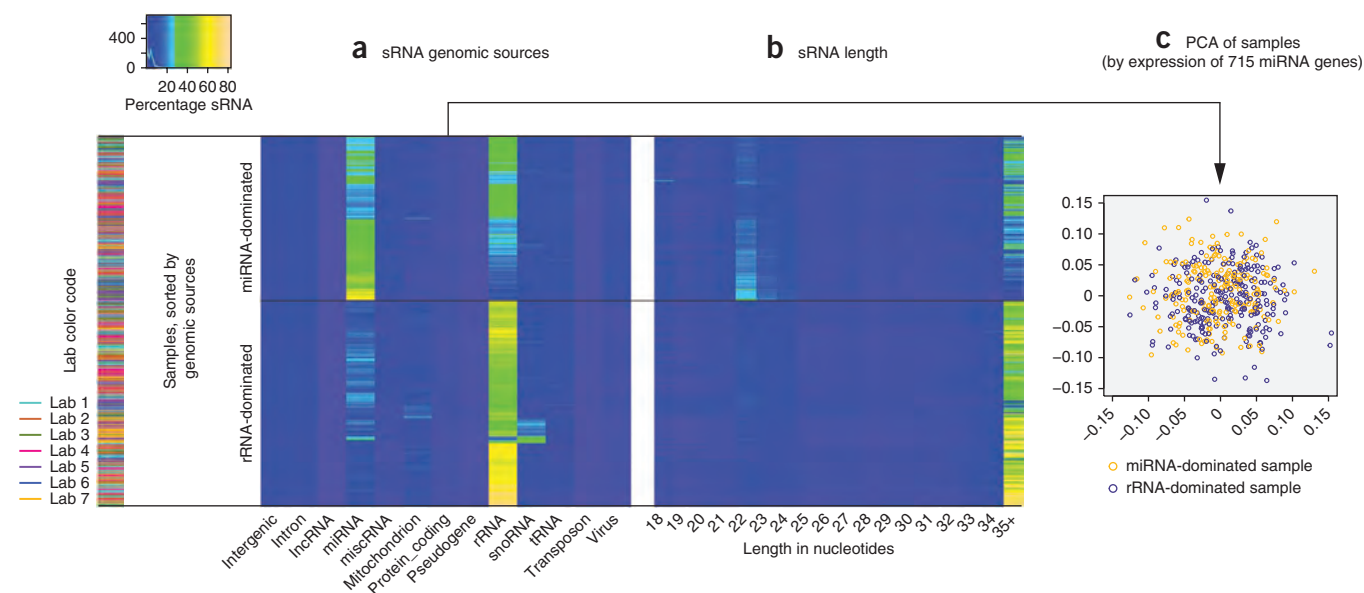 400
0
20 40 60 80
Percentage sRNA
a sRNA genomic sources
b sRNA length
c PCA of samples
(by expression of 715 miRNA genes)
Lab color code
Lab 1
Lab 2
Lab 3
Lab 4
Lab 5
Lab 6
Lab 7
Samples, sorted by
genomic sources
miRNA-dominated
rRNA-dominated
Intergenic
Intron
lncRNA
miRNA
miscRNA
Mitochondrion
Protein_coding
Pseudogene
rRNA
snoRNA
tRNA
Transposon
Virus
18
19
20
21
22
23
24
25
26
27
28
29
30
31
32
33
34
35+
Length in nucleotides
0.15
0.10
0.05
0
−0.05
−0.10
−0.15
−0.15
−0.10
−0.05
0
0.05
0.10
0.15
miRNA-dominated sample
rRNA-dominated sample